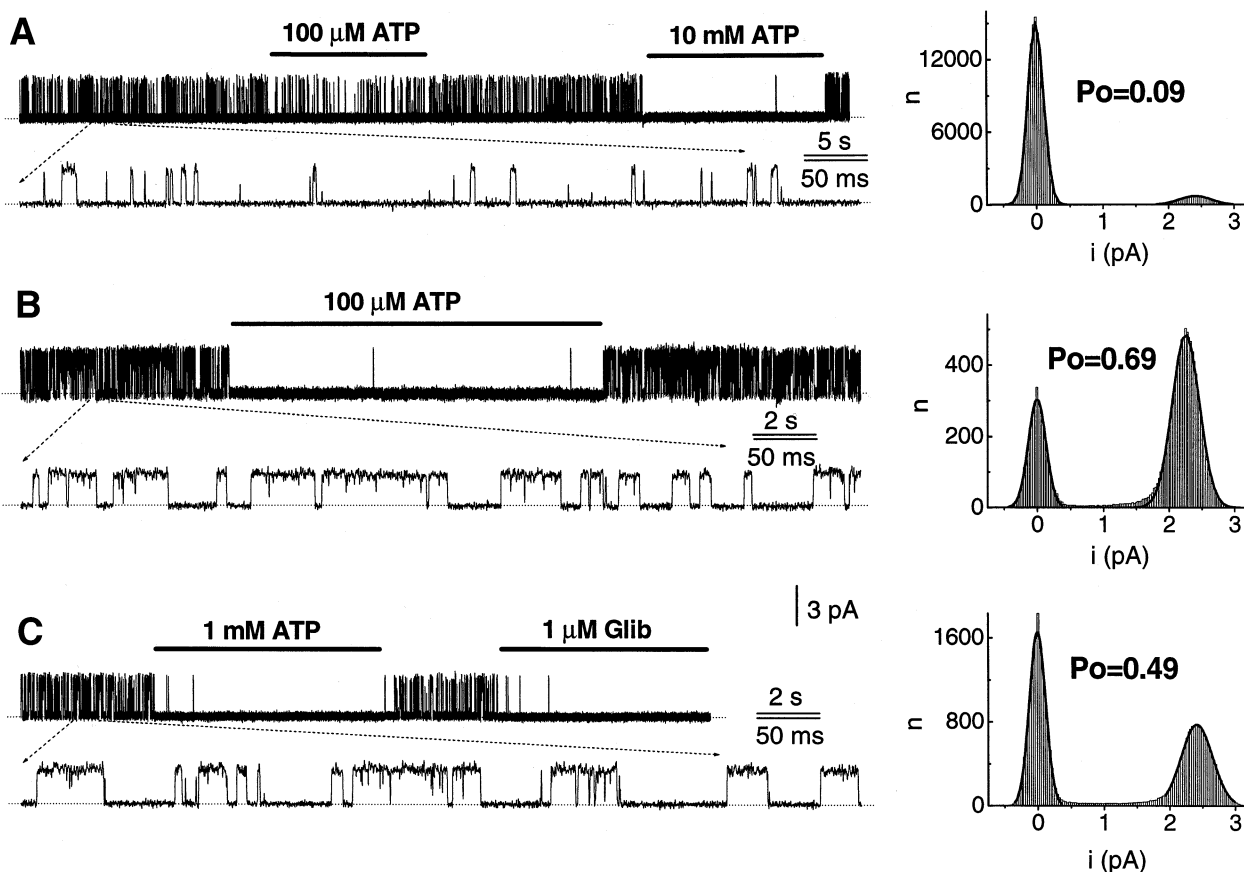 A
100 µM ATP
10 mM ATP
5 s
50 ms
n
12000
6000
0
Po=0.09
0 1 2 3
i (pA)
B
100 µM ATP
2 s
50 ms
n
400
200
0
Po=0.69
0 1 2 3
i (pA)
3 pA
C
1 mM ATP
1 µM Glib
2 s
50 ms
n
1600
800
0
Po=0.49
0 1 2 3
i (pA)